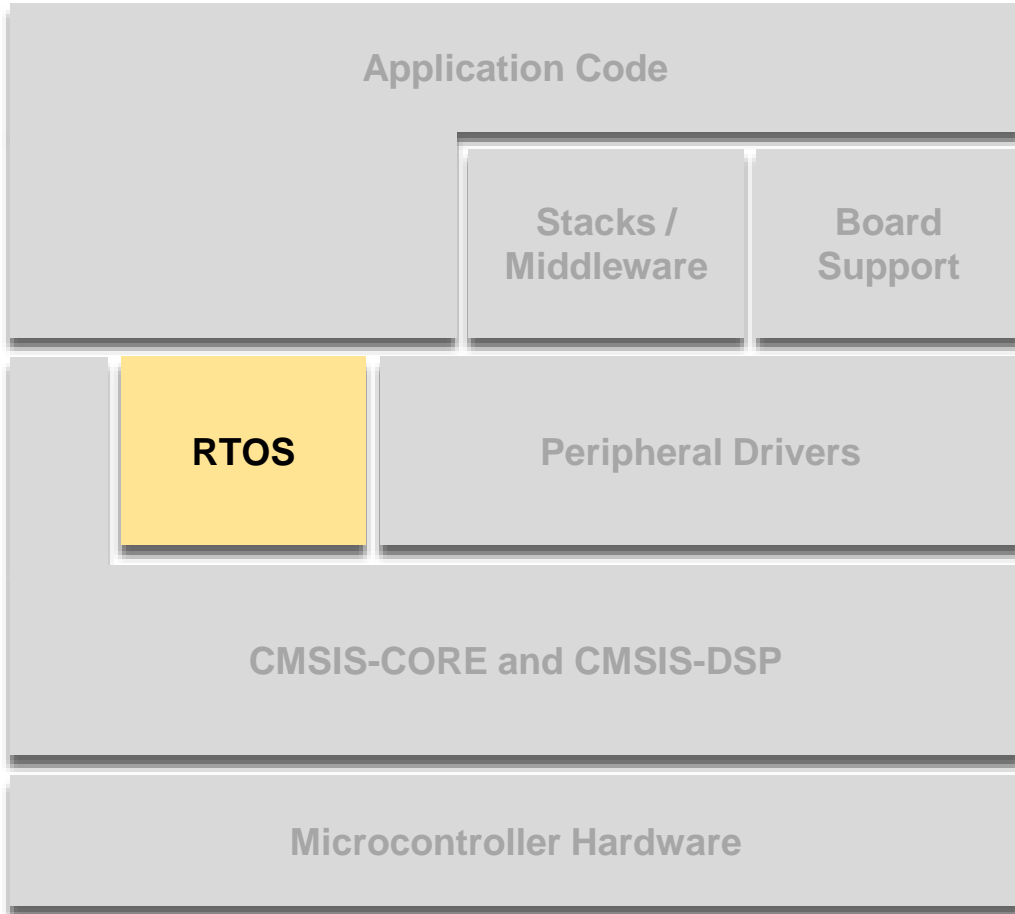 Application Code
Stacks /
Middleware
Board
Support
RTOS
Peripheral Drivers
CMSIS-CORE and CMSIS-DSP
Microcontroller Hardware